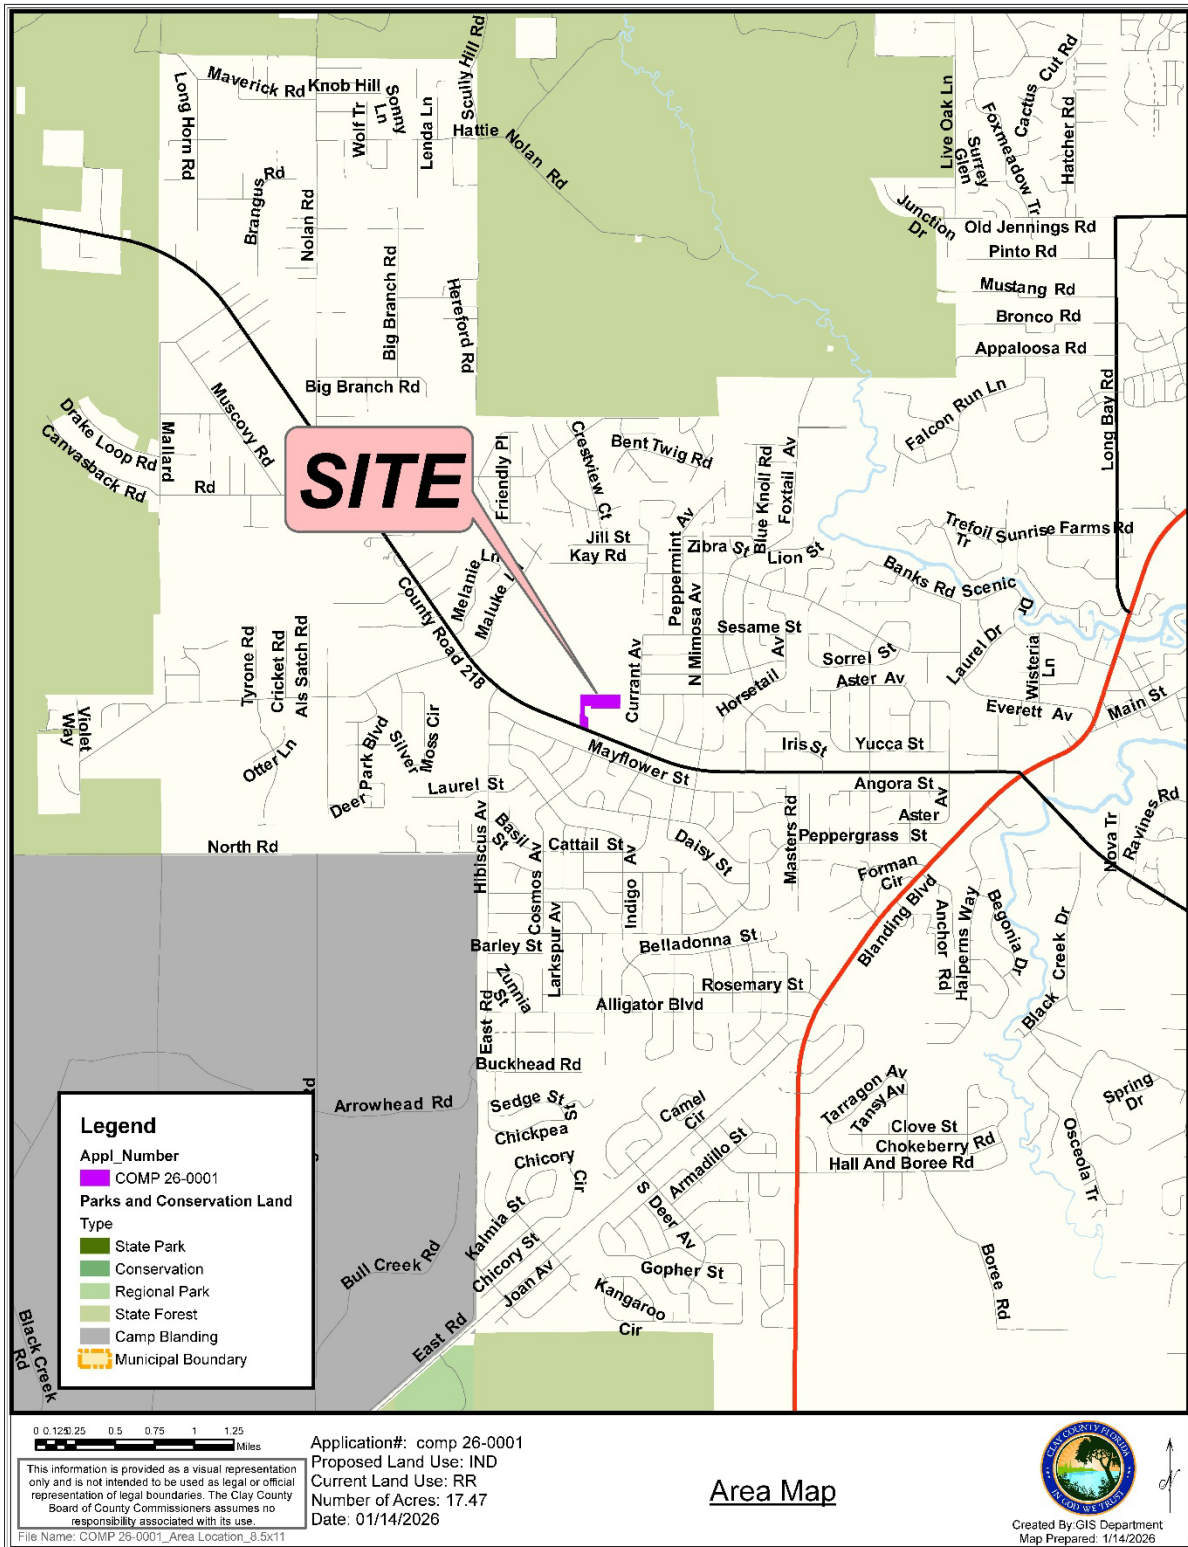 Scully Hill Rd
Maverick Rd
Knob Hill
Long Horn Rd
Wolf Tr
Sonny
Ln
Lenda Ln
Hattie Nolan Rd
Live Oak Ln
Surrey
Glen
Foxmeadow Tr
Cactus Cut Rd
Hatcher Rd
Brangus Rd
Nolan Rd
Junction
Dr
Old Jennings Rd
Pinto Rd
Mustang Rd
Bronco Rd
Appaloosa Rd
Big Branch Rd
Hereford Rd
Big Branch Rd
Muscovy Rd
Falcon Run Ln
Long Bay Rd
Drake Loop Rd
Canvasback Rd
Mallard
Rd
SITE
Friendly Pl
Crestview Ct
Bent Twig Rd
Blue Knoll Rd
Foxtail Av
Jill St
Kay Rd
Peppermint Av
Zibra St
Lion St
Trefoil
Tr
Sunrise Farms Rd
Banks Rd
Scenic
Dr
Melanie Ln
Maluke L
County Road 218
N Mimosa Av
Sesame St
Sorrel St
Aster Av
Laurel Dr
Wisteria
Ln
Tyrone Rd
Cricket Rd
Als Satch Rd
Currant Av
Horsetail Av
Everett Av
Main St
Violet
Way
Otter Ln
Deer Park Blvd
Silver
Moss Cir
Mayflower St
Iris St
Yucca St
Laurel St
Angora St
Aster Av
Hibiscus Av
Basil
St
Cosmos Av
Cattail St
Indigo Av
Daisy St
Masters Rd
Peppergrass St
Nova Tr
Ravines Rd
North Rd
Forman
Cir
Blanding Blvd
Anchor Rd
Halperns Way
Begonia Dr
Black Creek Dr
Barley St
Larkspur Av
Belladonna St
Zunnia
St
Rosemary St
Alligator Blvd
East Rd
Buckhead Rd
Arrowhead Rd
Rd
Sedge St
St
Chickpea
Chicory
Cir
Camel
Cir
Armadillo St
Tarragon Av
Tansy Av
Clove St
Chokeberry Rd
Hall And Boree Rd
Spring
Dr
Osceola Tr
Kalmia St
Chicory St
Joan Av
S Deer Av
Gopher St
Kangaroo
Cir
Boree Rd
Bull Creek Rd
East Rd
Black Creek
Rd
Legend
Appl_Number
COMP 26-0001
Parks and Conservation Land
Type
State Park
Conservation
Regional Park
State Forest
Camp Blanding
Municipal Boundary
0 0.125 0.25 0.5 0.75 1 1.25
Miles
This information is provided as a visual representation
only and is not intended to be used as legal or official
representation of legal boundaries. The Clay County
Board of County Commissioners assumes no
responsibility associated with its use.
File Name: COMP 26-0001_Area Location_8.5x11
Application#: comp 26-0001
Proposed Land Use: IND
Current Land Use: RR
Number of Acres: 17.47
Date: 01/14/2026
Area Map
CLAY COUNTY FLORIDA
IN GOD WE TRUST
N
Created By:GIS Department
Map Prepared: 1/14/2026